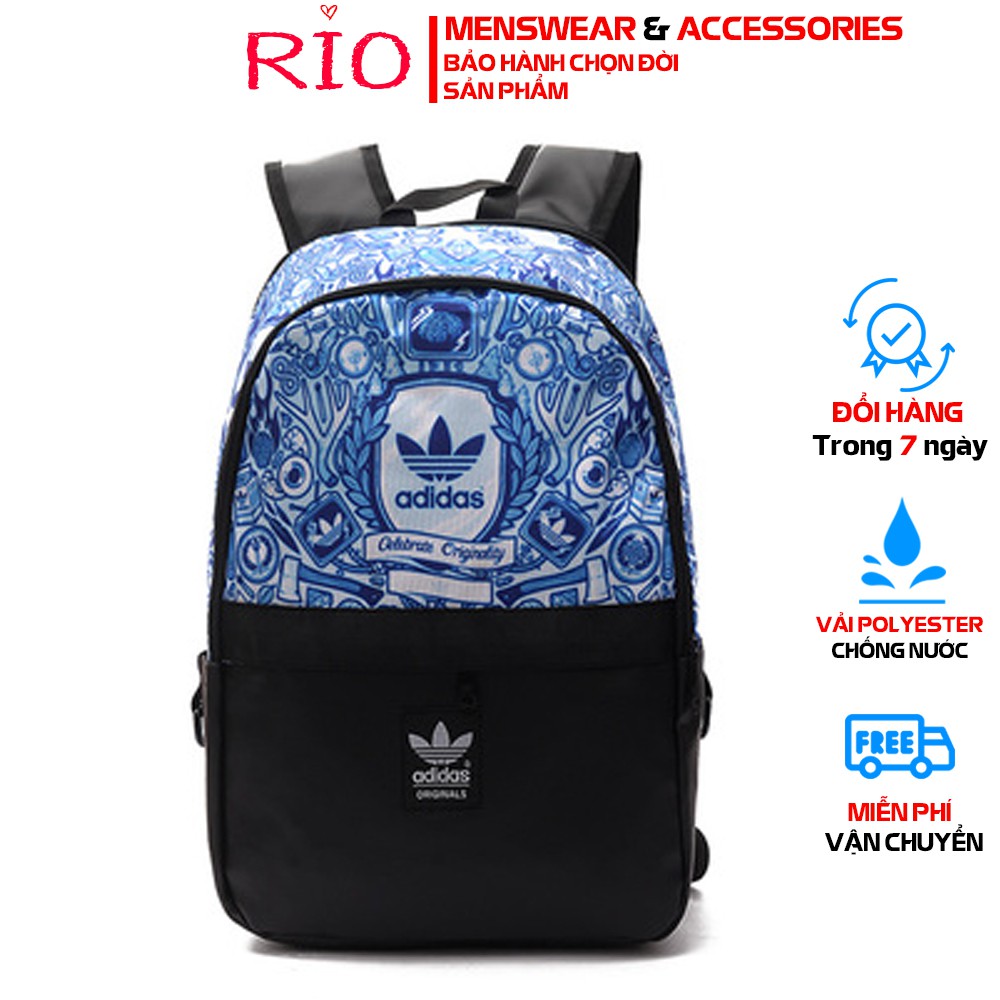 RIO
MENSWEAR & ACCESSORIES
BẢO HÀNH CHỌN ĐỜI
SẢN PHẨM
adidas
Celebrate Originality
adidas
ORIGINALS
ĐỔI HÀNG
Trong 7 ngày
VẢI POLYESTER
CHỐNG NƯỚC
FREE
MIỄN PHÍ
VẬN CHUYỂN